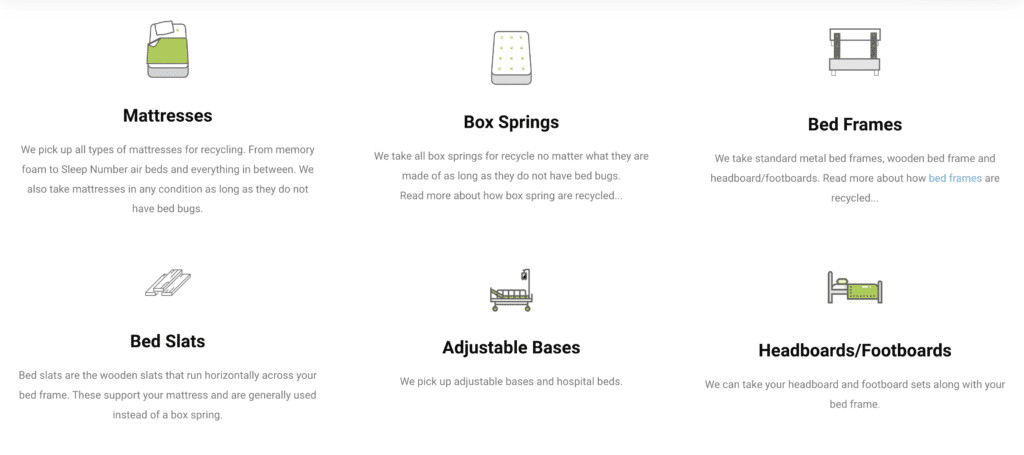 Mattresses
We pick up all types of mattresses for recycling. From memory
foam to Sleep Number air beds and everything in between. We
also take mattresses in any condition as long as they do not
have bed bugs.
Box Springs
We take all box springs for recycle no matter what they are
made of as long as they do not have bed bugs.
Read more about how box spring are recycled...
Bed Frames
We take standard metal bed frames, wooden bed frame and
headboard/footboards. Read more about how bed frames are
recycled...
Bed Slats
Bed slats are the wooden slats that run horizontally across your
bed frame. These support your mattress and are generally used
instead of a box spring.
Adjustable Bases
We pick up adjustable bases and hospital beds.
Headboards/Footboards
We can take your headboard and footboard sets along with your
bed frame.